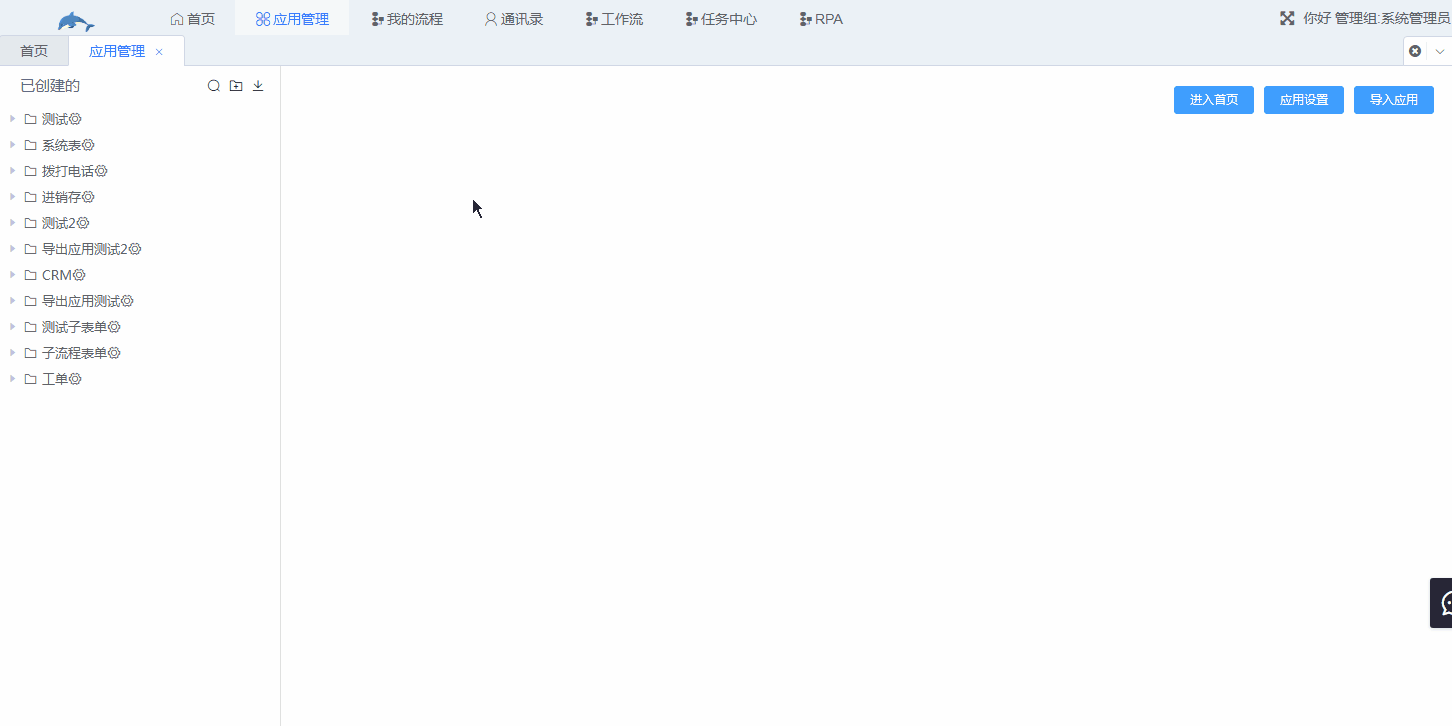 首页 应用管理 我的流程 通讯录 工作流 任务中心 RPA 你好 管理组:系统管理员
首页 应用管理
已创建的
进入首页 应用设置 导入应用
测试
系统表
拨打电话
进销存
测试2
导出应用测试2
CRM
导出应用测试
测试子表单
子流程表单
工单